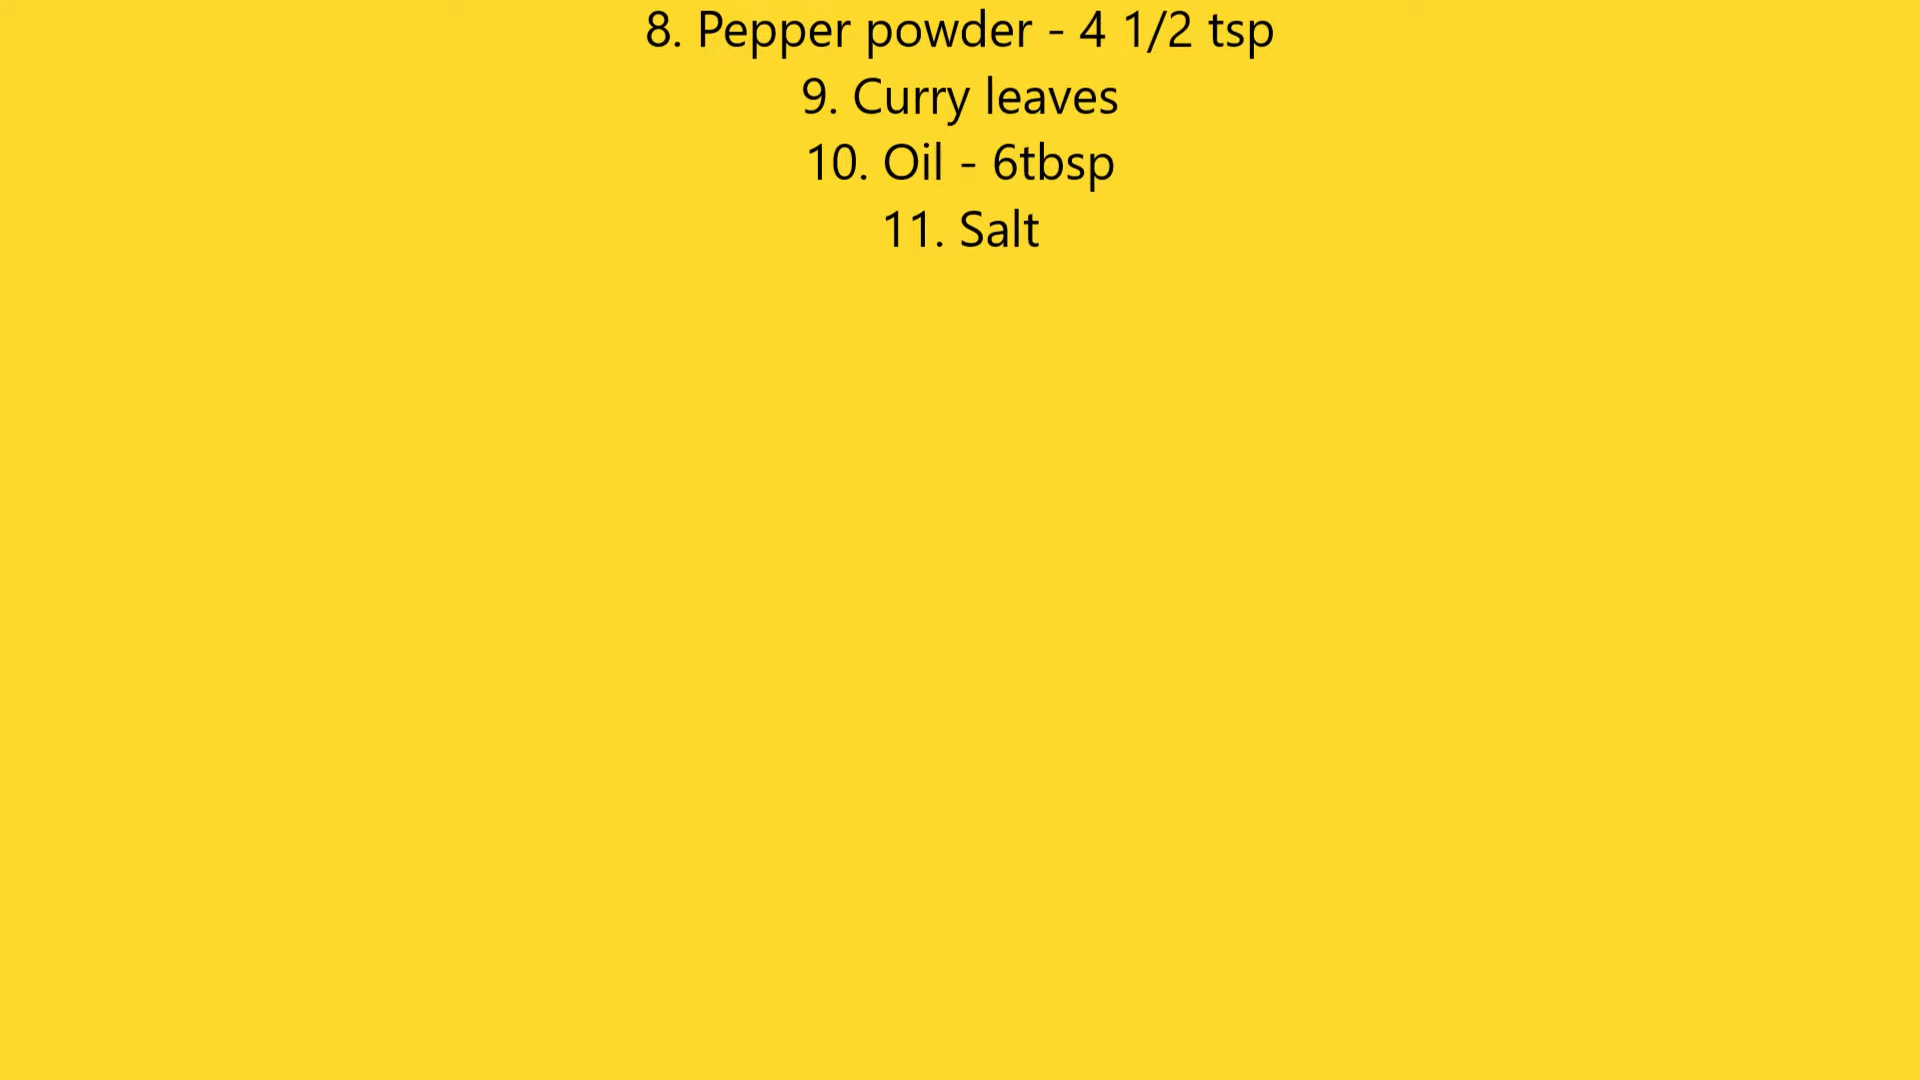 8. Pepper powder - 4 1/2 tsp
9. Curry leaves
10. Oil - 6tbsp
11. Salt